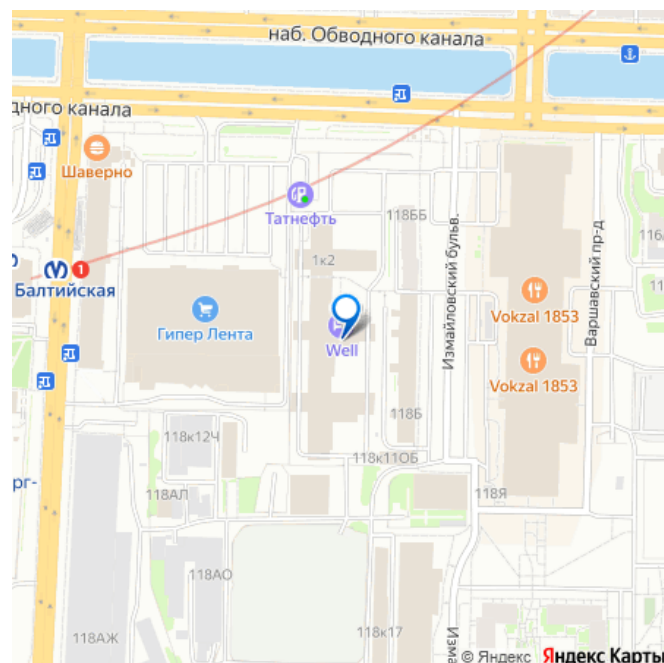 наб. Обводного канала
дного канала
Шаверно
Татнефть
118ББ
116
1к2
1
Балтийская
Гипер Лента
Well
Измайловский бульв.
Варшавский пр-д
Vokzal 1853
Vokzal 1853
118Б
118к12Ч
118к11ОБ
рг-
118АЛ
118Я
118АО
118к17
118АЖ
Изма
© Яндекс Яндекс Карты